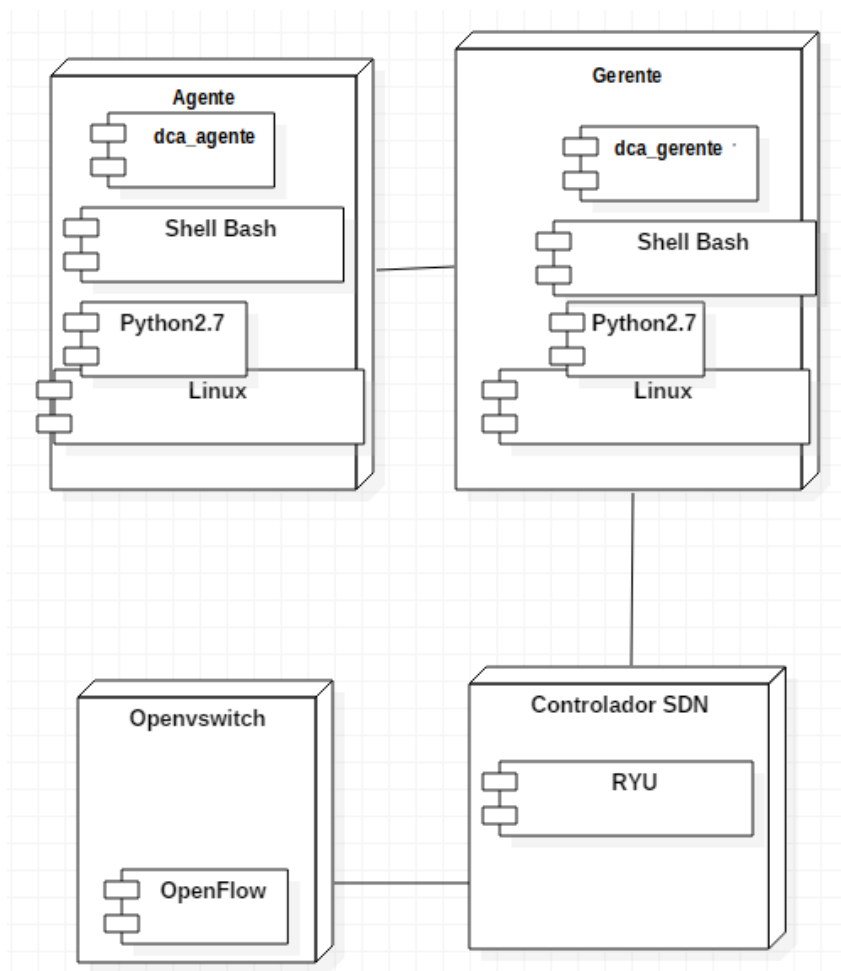 Agente
dca_agente
Shell Bash
Python2.7
Linux
Gerente
dca_gerente
Shell Bash
Python2.7
Linux
Openvswitch
OpenFlow
Controlador SDN
RYU